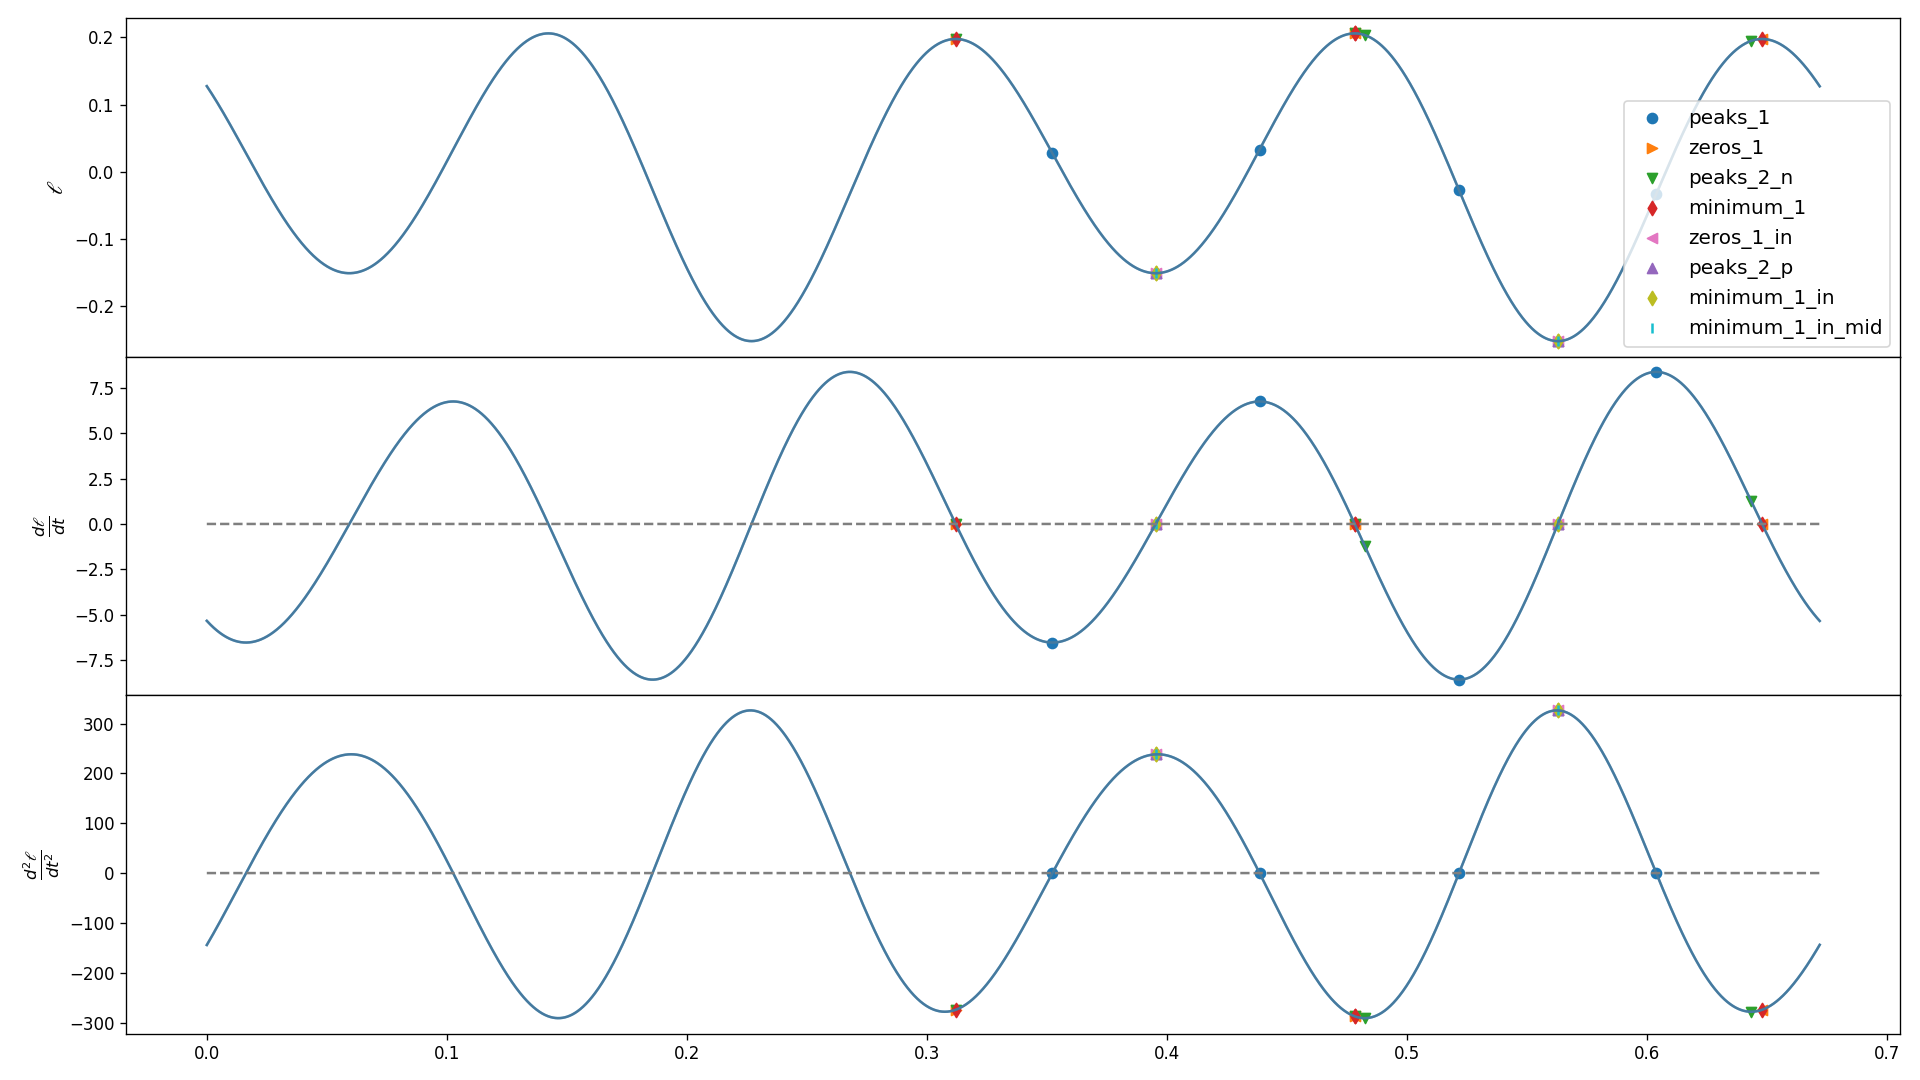 0.2
0.1
0.0
−0.1
−0.2
ℓ
peaks_1
zeros_1
peaks_2_n
minimum_1
zeros_1_in
peaks_2_p
minimum_1_in
minimum_1_in_mid
7.5
5.0
2.5
0.0
−2.5
−5.0
−7.5
dℓ/dt
300
200
100
0
−100
−200
−300
d²ℓ/dt²
0.0 0.1 0.2 0.3 0.4 0.5 0.6 0.7